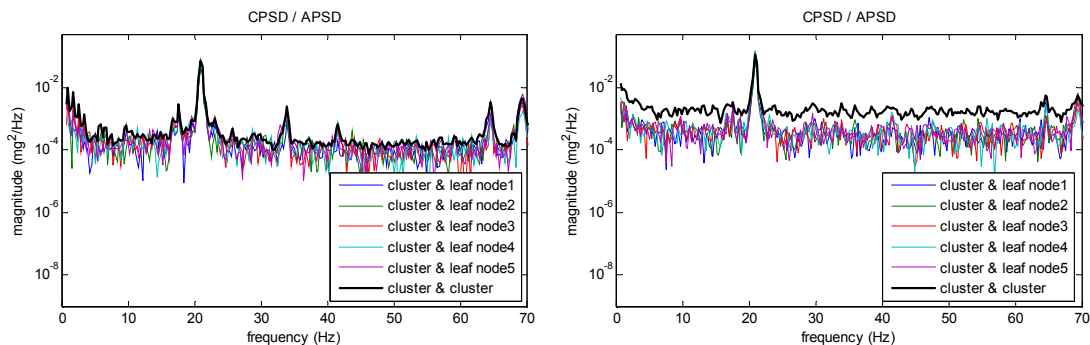 CPSD / APSD
magnitude (mg2/Hz)
10-2
10-4
10-6
10-8
cluster & leaf node1
cluster & leaf node2
cluster & leaf node3
cluster & leaf node4
cluster & leaf node5
cluster & cluster
0 10 20 30 40 50 60 70
frequency (Hz)
CPSD / APSD
magnitude (mg2/Hz)
10-2
10-4
10-6
10-8
cluster & leaf node1
cluster & leaf node2
cluster & leaf node3
cluster & leaf node4
cluster & leaf node5
cluster & cluster
0 10 20 30 40 50 60 70
frequency (Hz)